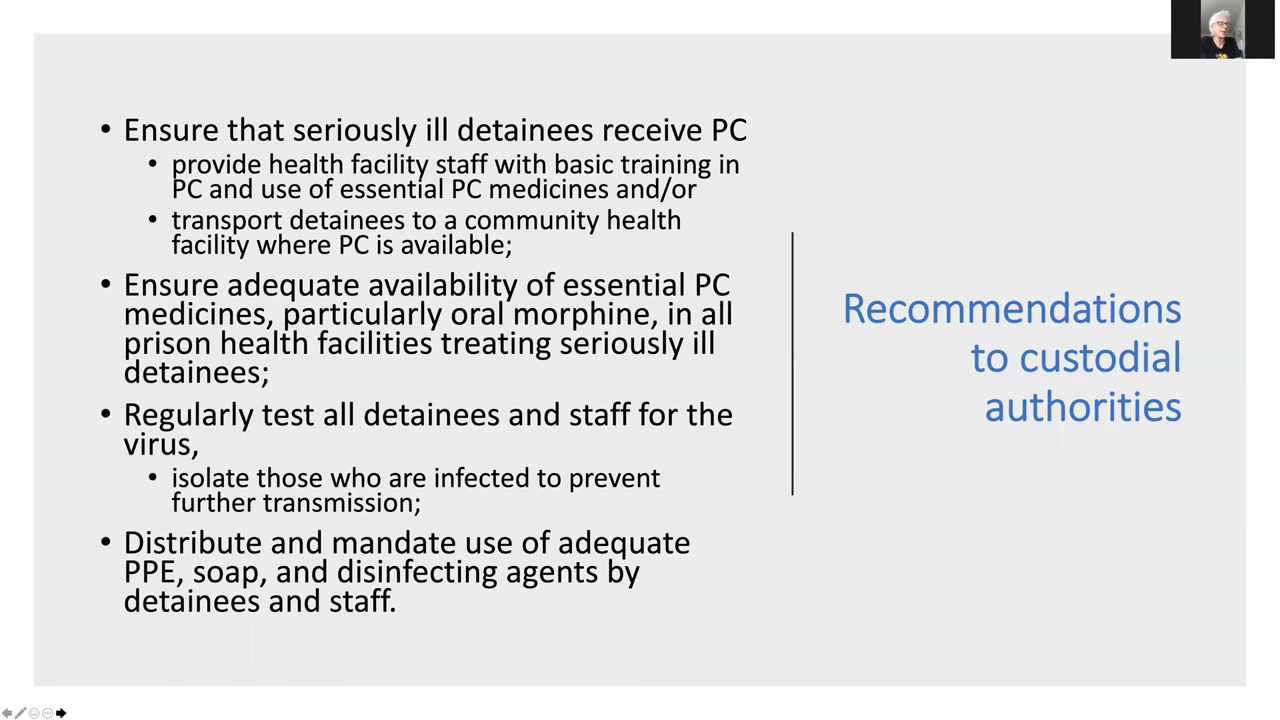 • Ensure that seriously ill detainees receive PC
• provide health facility staff with basic training in
PC and use of essential PC medicines and/or
• transport detainees to a community health
facility where PC is available;
• Ensure adequate availability of essential PC
medicines, particularly oral morphine, in all
prison health facilities treating seriously ill
detainees;
• Regularly test all detainees and staff for the
virus,
• isolate those who are infected to prevent
further transmission;
• Distribute and mandate use of adequate
PPE, soap, and disinfecting agents by
detainees and staff.
Recommendations
to custodial
authorities